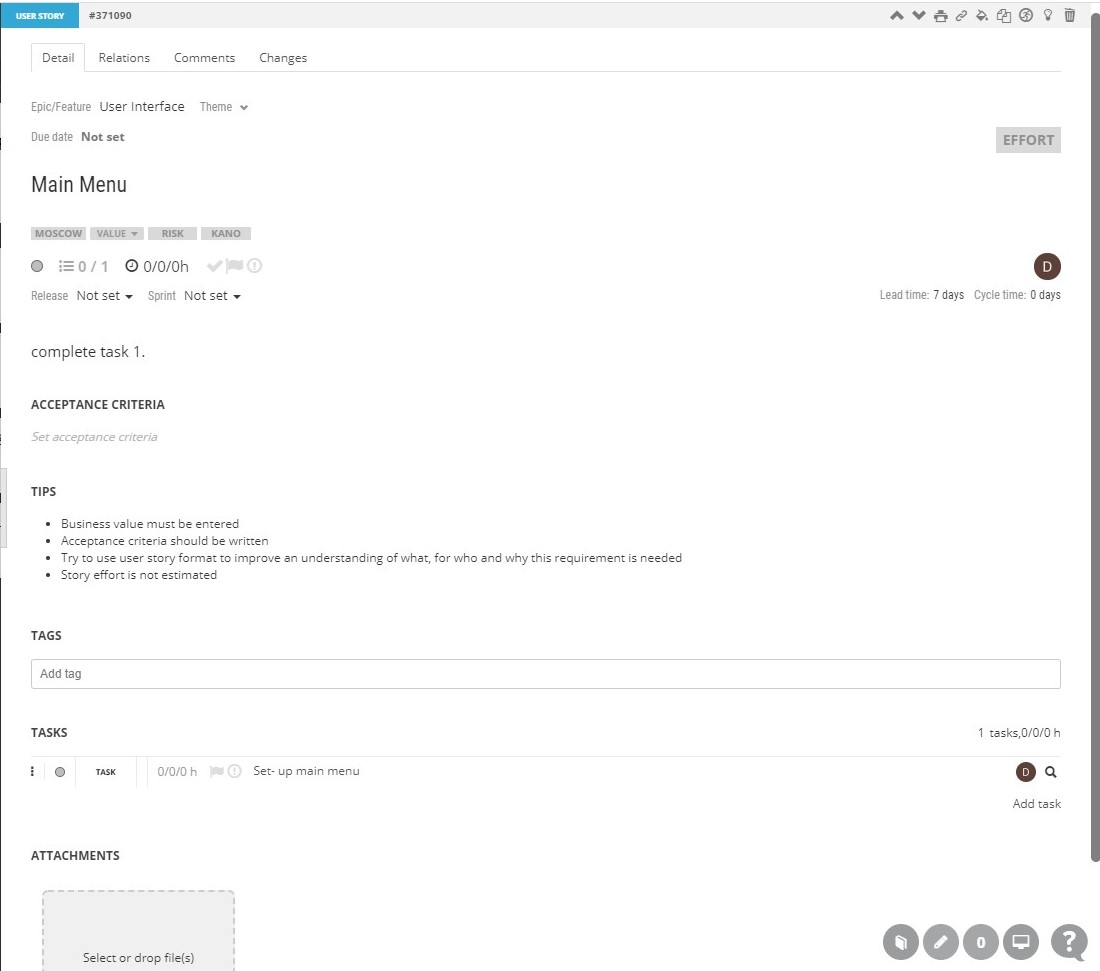 USER STORY #371090
Detail Relations Comments Changes
Epic/Feature User Interface Theme
Due date Not set
EFFORT
Main Menu
MOSCOW VALUE RISK KANO
0 / 1 0/0/0h
D
Release Not set Sprint Not set Lead time: 7 days Cycle time: 0 days
complete task 1.
ACCEPTANCE CRITERIA
Set acceptance criteria
TIPS
Business value must be entered
Acceptance criteria should be written
Try to use user story format to improve an understanding of what, for who and why this requirement is needed
Story effort is not estimated
TAGS
Add tag
TASKS 1 tasks,0/0/0 h
TASK 0/0/0 h Set- up main menu D
Add task
ATTACHMENTS
Select or drop file(s)
0 ?